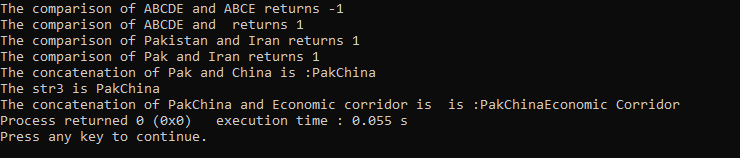 The comparison of ABCDE and ABCE returns -1
The comparison of ABCDE and  returns 1
The comparison of Pakistan and Iran returns 1
The comparison of Pak and Iran returns 1
The concatenation of Pak and China is :PakChina
The str3 is PakChina
The concatenation of PakChina and Economic corridor is  is :PakChinaEconomic Corridor
Process returned 0 (0x0)   execution time : 0.055 s
Press any key to continue.